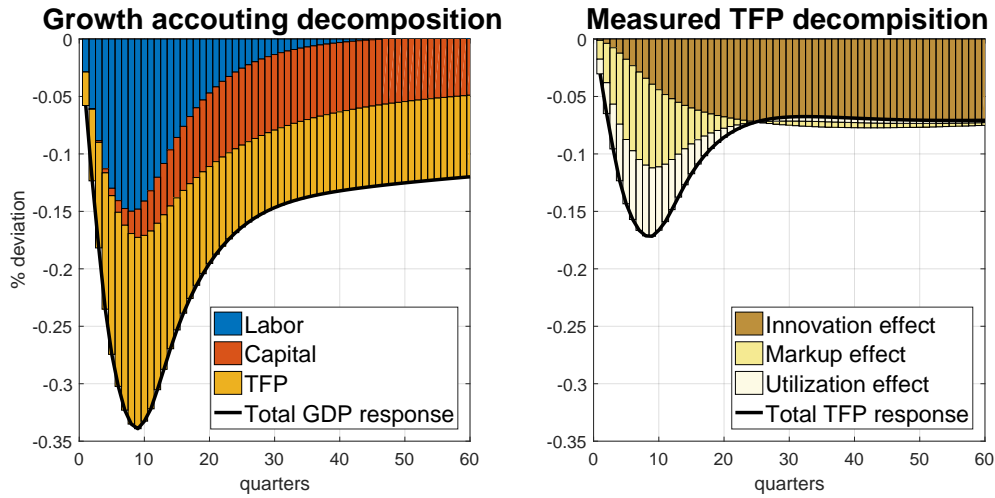 Growth accouting decomposition
0
-0.05
-0.1
-0.15
-0.2
-0.25
-0.3
-0.35
% deviation
0
10
20
30
40
50
60
quarters
Labor
Capital
TFP
Total GDP response
Measured TFP decompisition
0
-0.05
-0.1
-0.15
-0.2
-0.25
-0.3
-0.35
0
10
20
30
40
50
60
quarters
Innovation effect
Markup effect
Utilization effect
Total TFP response